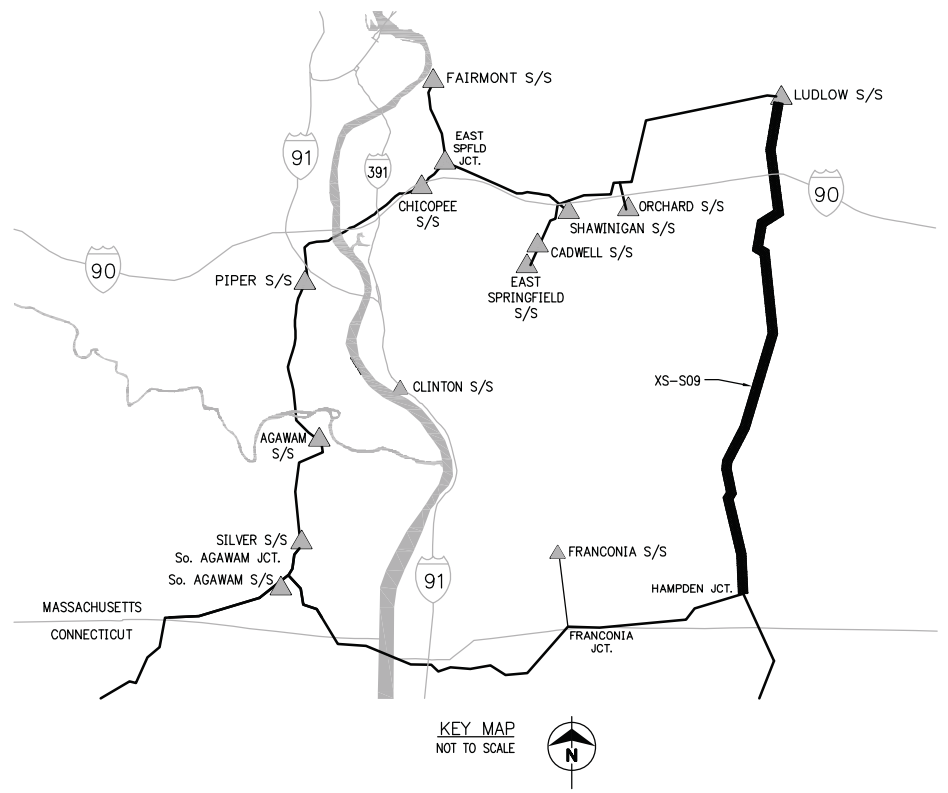 FAIRMONT S/S
LUDLOW S/S
91
EAST
SPFLD
JCT.
391
CHICOPEE
S/S
90
ORCHARD S/S
SHAWINIGAN S/S
CADWELL S/S
90
PIPER S/S
EAST
SPRINGFIELD
S/S
XS-S09
CLINTON S/S
AGAWAM
S/S
SILVER S/S
So. AGAWAM JCT.
FRANCONIA S/S
So. AGAWAM S/S
91
HAMPDEN JCT.
MASSACHUSETTS
CONNECTICUT
FRANCONIA
JCT.
KEY MAP
NOT TO SCALE
N